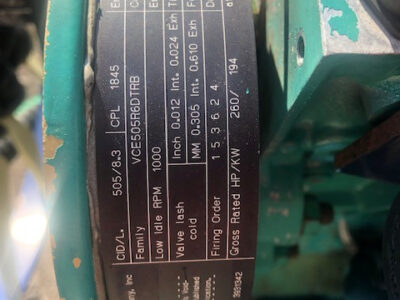 CID/L. 505/8.3 CPL 1845
Family VCE505R6DTRB
Low Idle RPM 1000
Valve lash cold Inch 0.012 Int. 0.024 Exh
MM 0.305 Int. 0.610 Exh
Firing Order 1 5 3 6 2 4
Gross Rated HP/KW 260/ 194